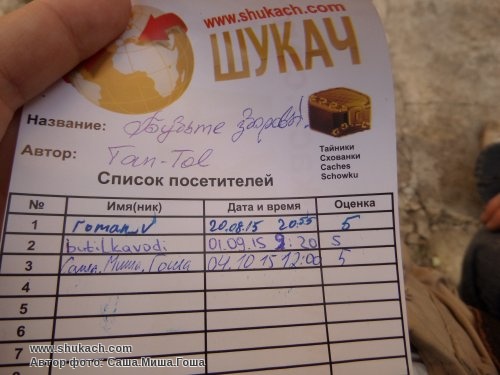 www.shukach.com
ШУКАЧ
Название: Будьте здоровы!
Автор: Tan-Tol
Тайники
Схованки
Caches
Schowku
Список посетителей
№ Имя(ник) Дата и время Оценка
1 roman_v 20.08.15 20:55 5
2 butilkavodi 01.09.15 9:20 5
3 Саша, Миша, Гоша 04.10.15 12:00 5
4
5
6
7
www.shukach.com
Автор фото: Саша.Миша.Гоша